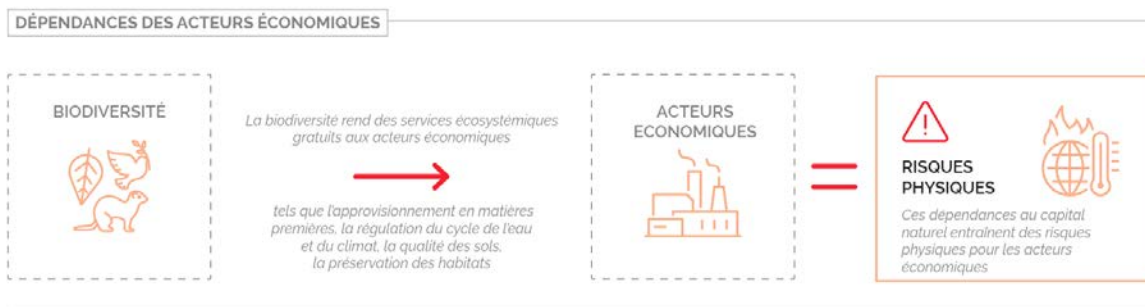 DÉPENDANCES DES ACTEURS ÉCONOMIQUES
BIODIVERSITÉ
La biodiversité rend des services écosystémiques
gratuits aux acteurs économiques
tels que l'approvisionnement en matières
premières, la régulation du cycle de l'eau
et du climat, la qualité des sols,
la préservation des habitats
ACTEURS
ECONOMIQUES
RISQUES
PHYSIQUES
Ces dépendances au capital
naturel entraînent des risques
physiques pour les acteurs
économiques